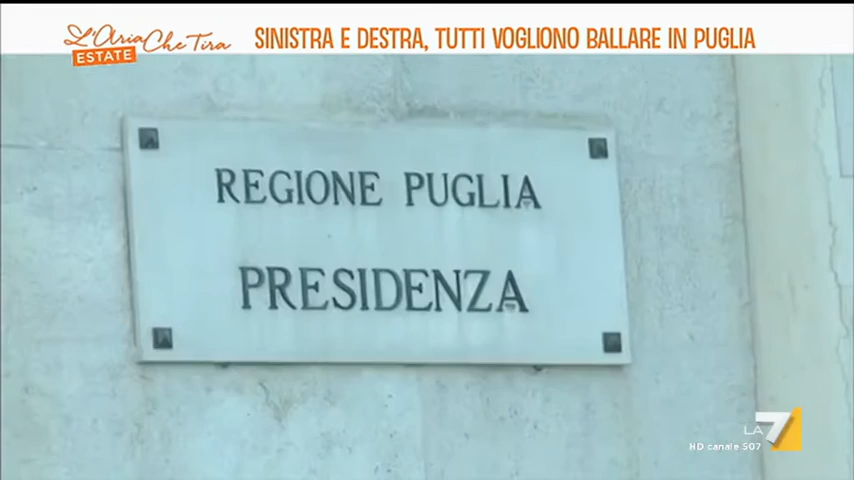 L'Aria Che Tira
ESTATE
SINISTRA E DESTRA, TUTTI VOGLIONO BALLARE IN PUGLIA
REGIONE PUGLIA
PRESIDENZA
LA7
HD canale 507